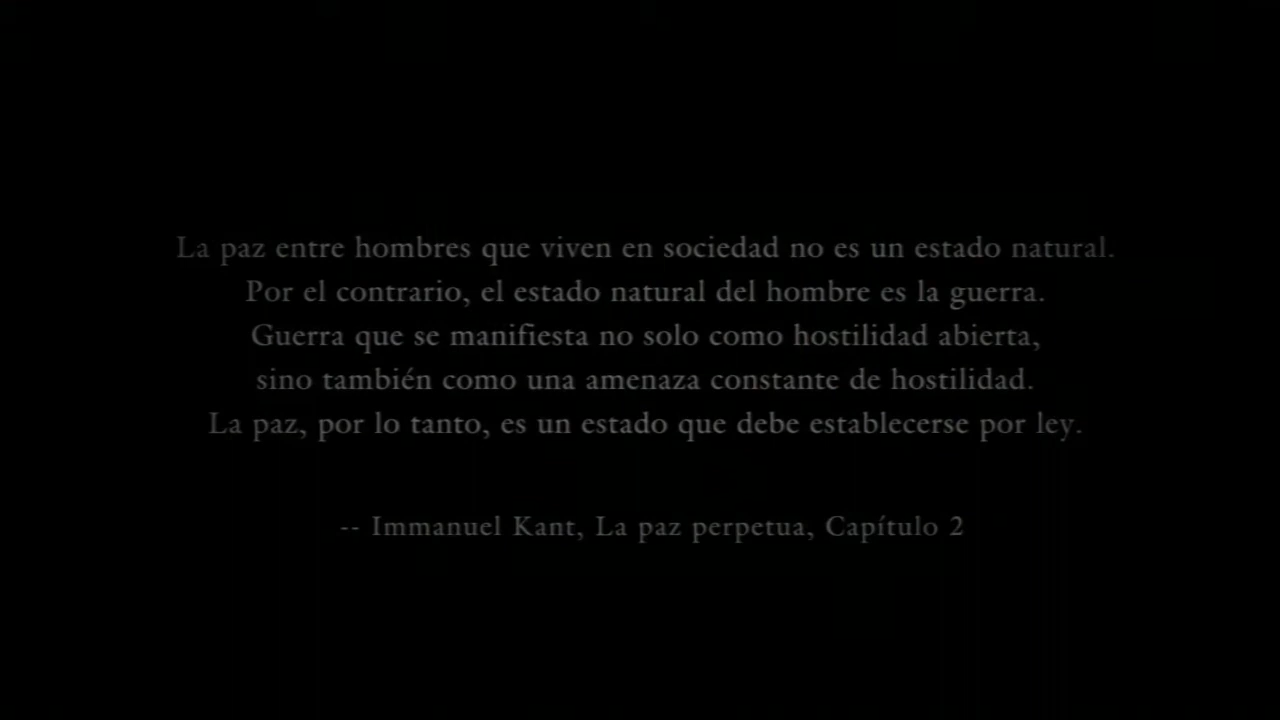 La paz entre hombres que viven en sociedad no es un estado natural.
Por el contrario, el estado natural del hombre es la guerra.
Guerra que se manifiesta no solo como hostilidad abierta,
sino también como una amenaza constante de hostilidad.
La paz, por lo tanto, es un estado que debe establecerse por ley.
-- Immanuel Kant, La paz perpetua, Capítulo 2